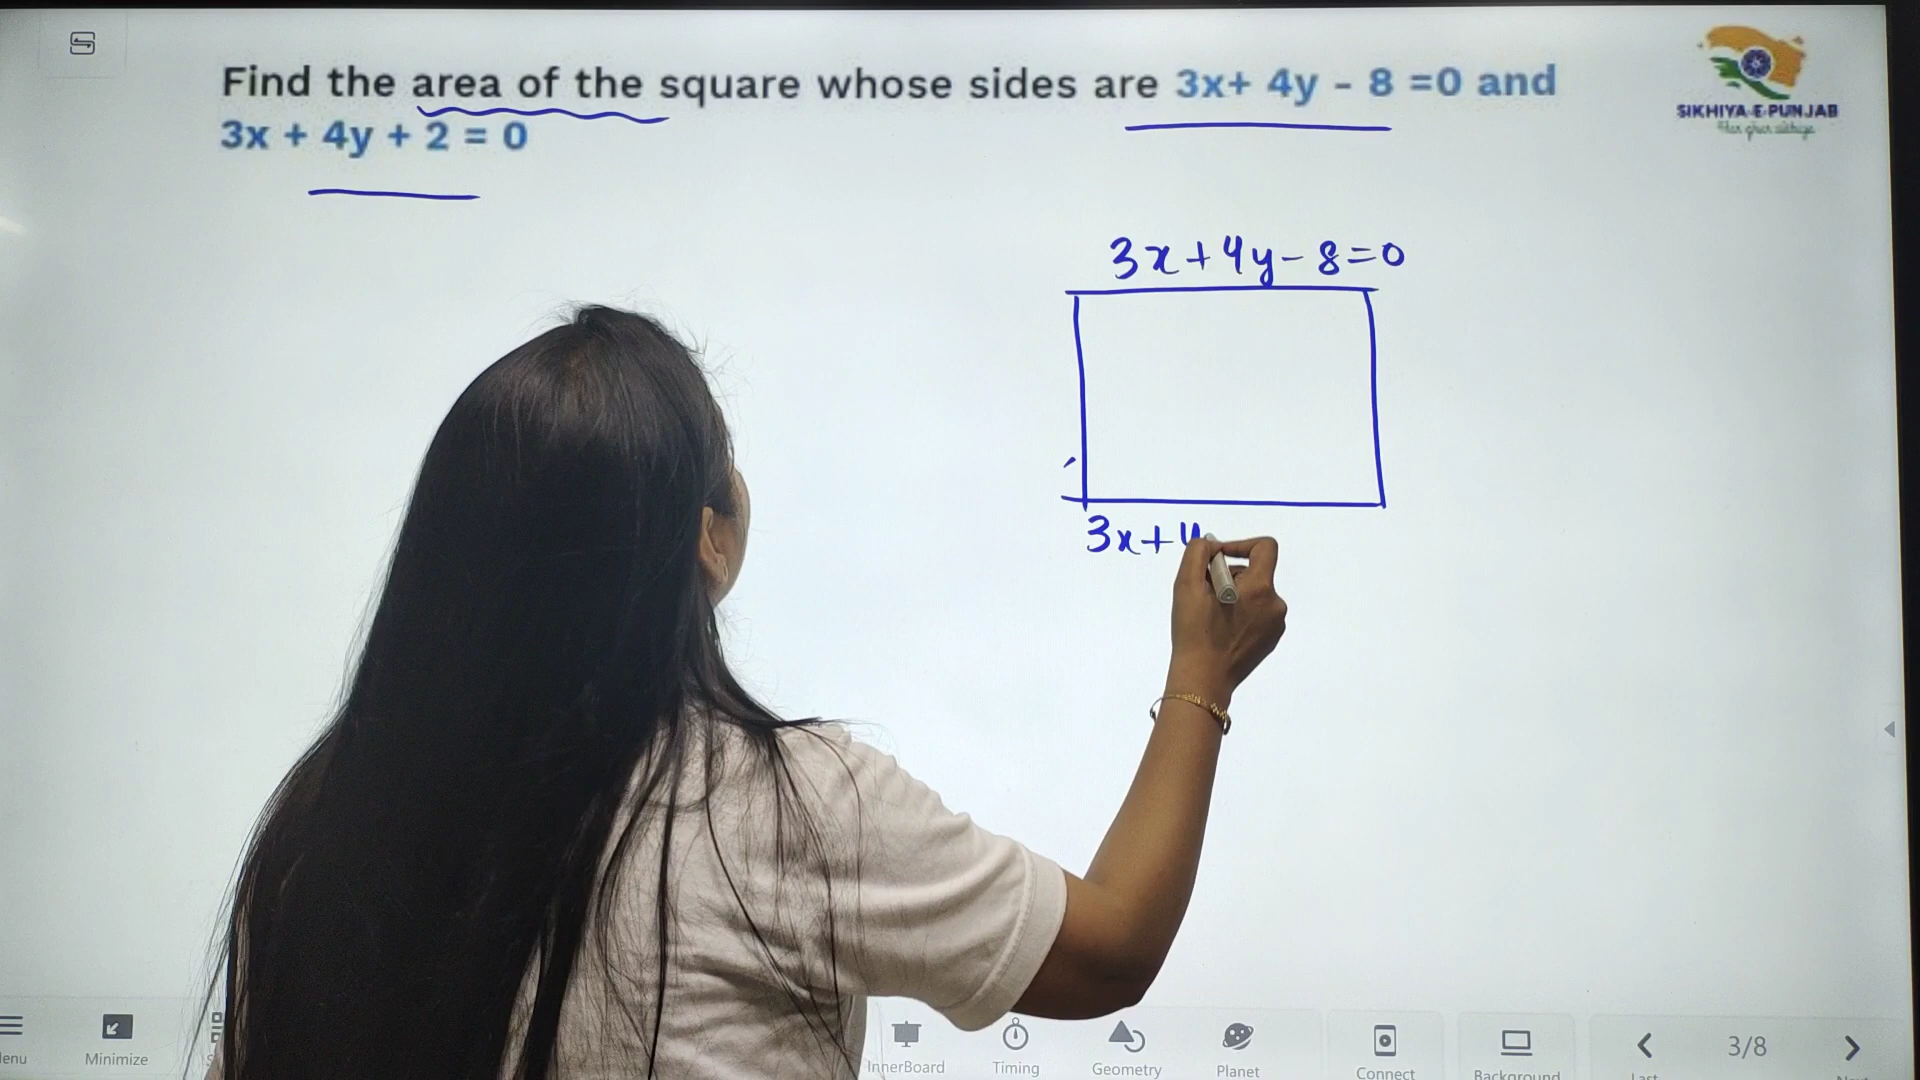 Find the area of the square whose sides are 3x+ 4y - 8 =0 and
3x + 4y + 2 = 0
SIKHIYA-E-PUNJAB
3x+4y-8=0
3x+4
Minimize
InnerBoard
Timing
Geometry
Planet
Connect
Background
3/8